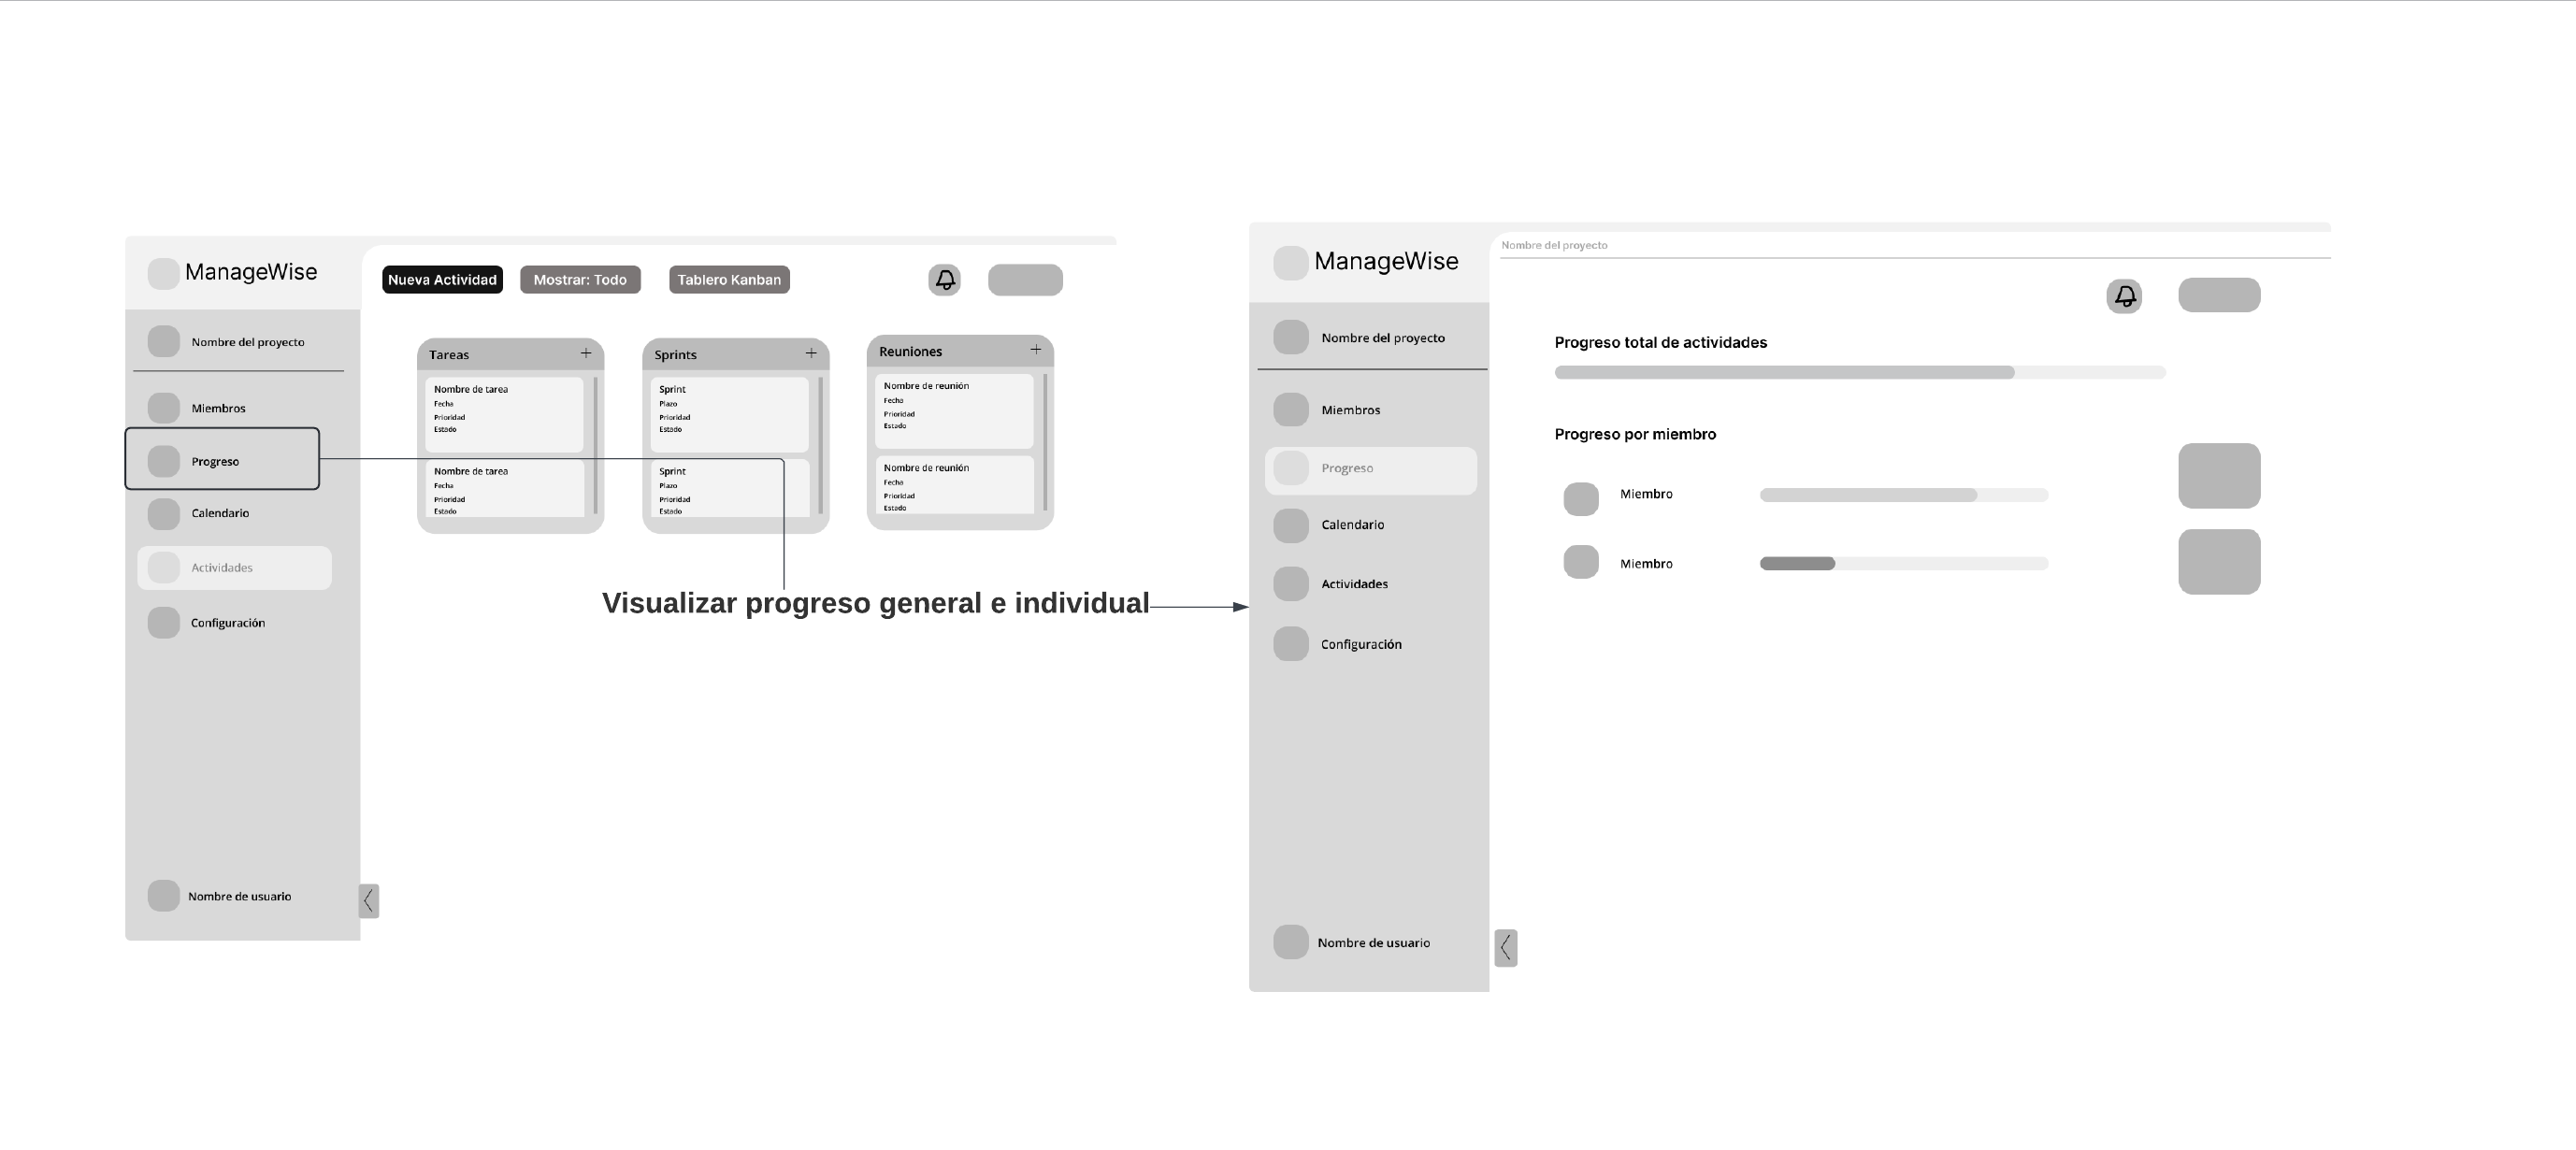 ManageWise
Nombre del proyecto
Miembros
Progreso
Calendario
Actividades
Configuración
Nombre de usuario
Nueva Actividad
Mostrar: Todo
Tablero Kanban
Tareas
Nombre de tarea
Fecha
Prioridad
Estado
Nombre de tarea
Fecha
Prioridad
Estado
Sprints
Sprint
Plazo
Prioridad
Estado
Sprint
Plazo
Prioridad
Estado
Reuniones
Nombre de reunión
Fecha
Prioridad
Estado
Nombre de reunión
Fecha
Prioridad
Estado
Visualizar progreso general e individual
ManageWise
Nombre del proyecto
Miembros
Progreso
Calendario
Actividades
Configuración
Nombre de usuario
Nombre del proyecto
Progreso total de actividades
Progreso por miembro
Miembro
Miembro